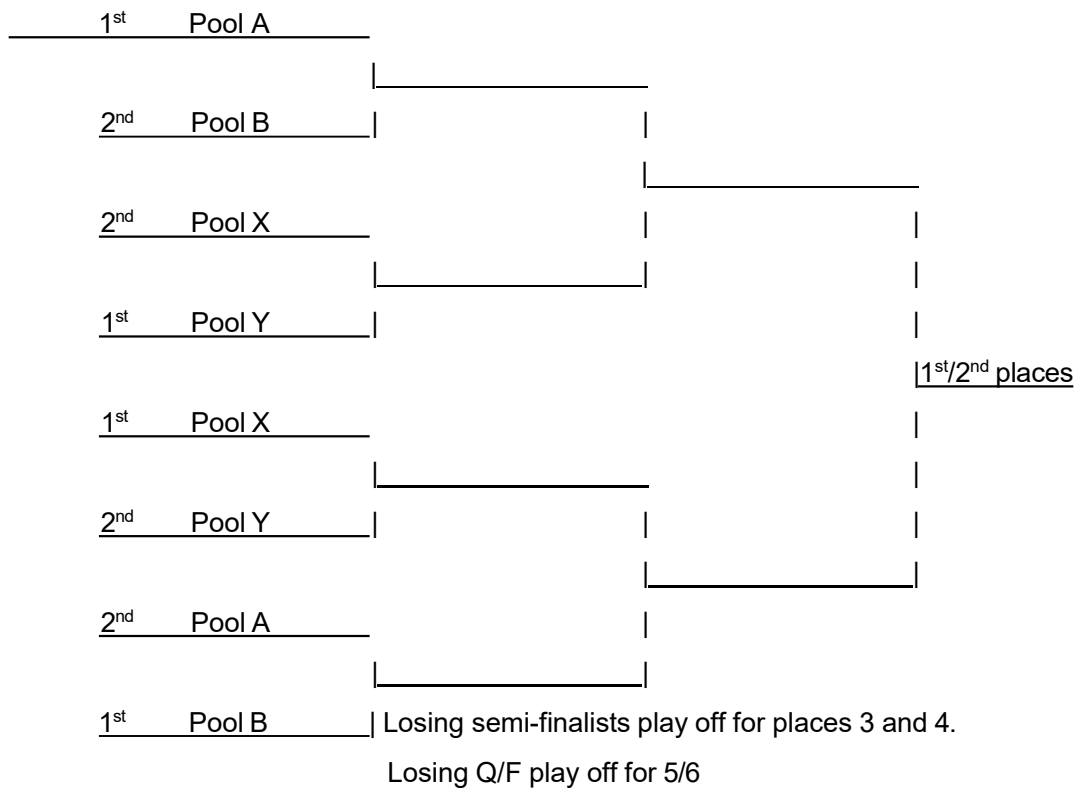 1st Pool A
2nd Pool B
2nd Pool X
1st Pool Y
1st/2nd places
1st Pool X
2nd Pool Y
2nd Pool A
1st Pool B Losing semi-finalists play off for places 3 and 4.
Losing Q/F play off for 5/6